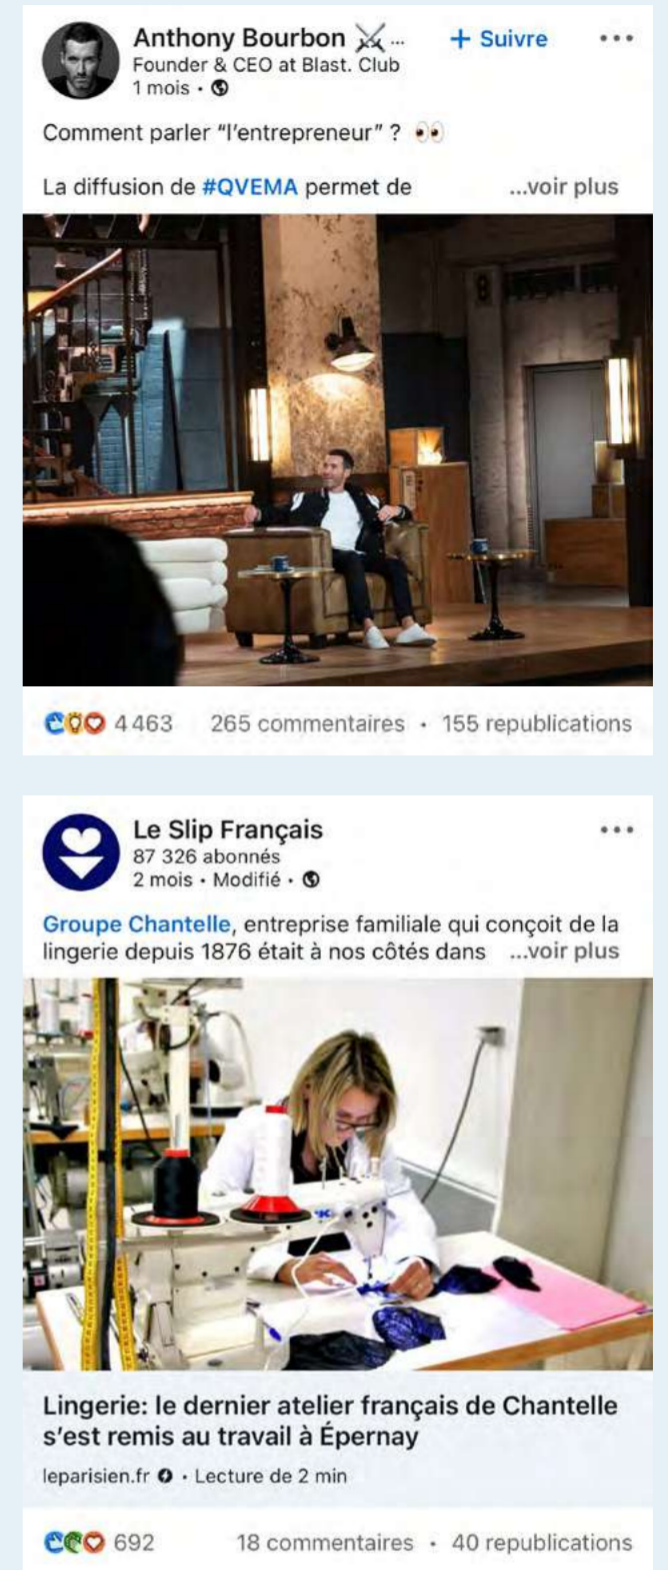 Anthony Bourbon ⚔️ ...
+ Suivre
Founder & CEO at Blast. Club
1 mois •
Comment parler “l’entrepreneur” ? 👀
La diffusion de #QVEMA permet de ...voir plus
4 463 265 commentaires • 155 republications
Le Slip Français
87 326 abonnés
2 mois • Modifié •
Groupe Chantelle, entreprise familiale qui conçoit de la
lingerie depuis 1876 était à nos côtés dans ...voir plus
Lingerie: le dernier atelier français de Chantelle
s’est remis au travail à Épernay
leparisien.fr • Lecture de 2 min
692 18 commentaires • 40 republications